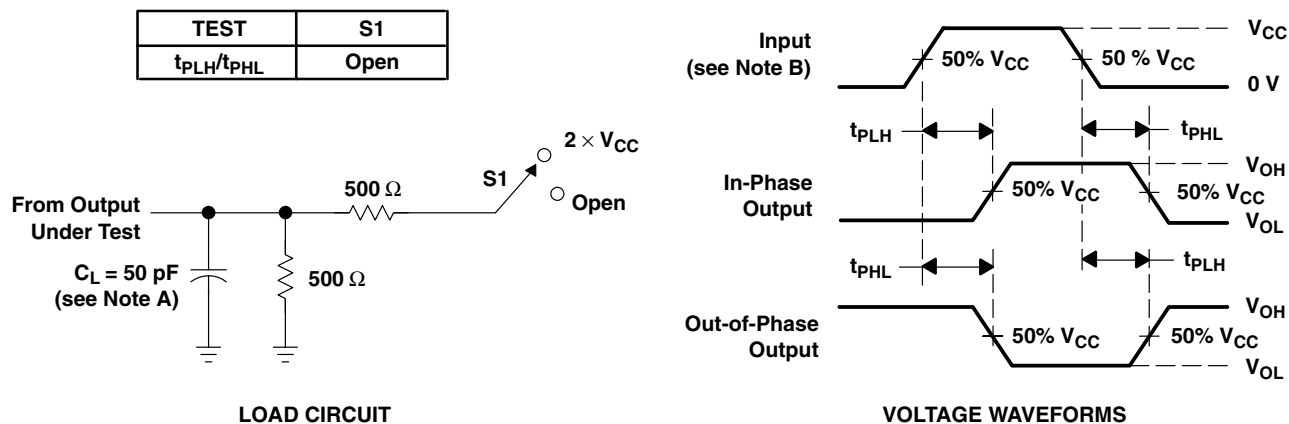 TEST S1
tPLH/tPHL Open
2 × VCC
S1
Open
500 Ω
From Output
Under Test
CL = 50 pF
(see Note A)
500 Ω
LOAD CIRCUIT
Input
(see Note B)
50% VCC
50 % VCC
VCC
0 V
tPLH
tPHL
In-Phase
Output
50% VCC
50% VCC
VOH
VOL
tPHL
tPLH
Out-of-Phase
Output
50% VCC
50% VCC
VOH
VOL
VOLTAGE WAVEFORMS